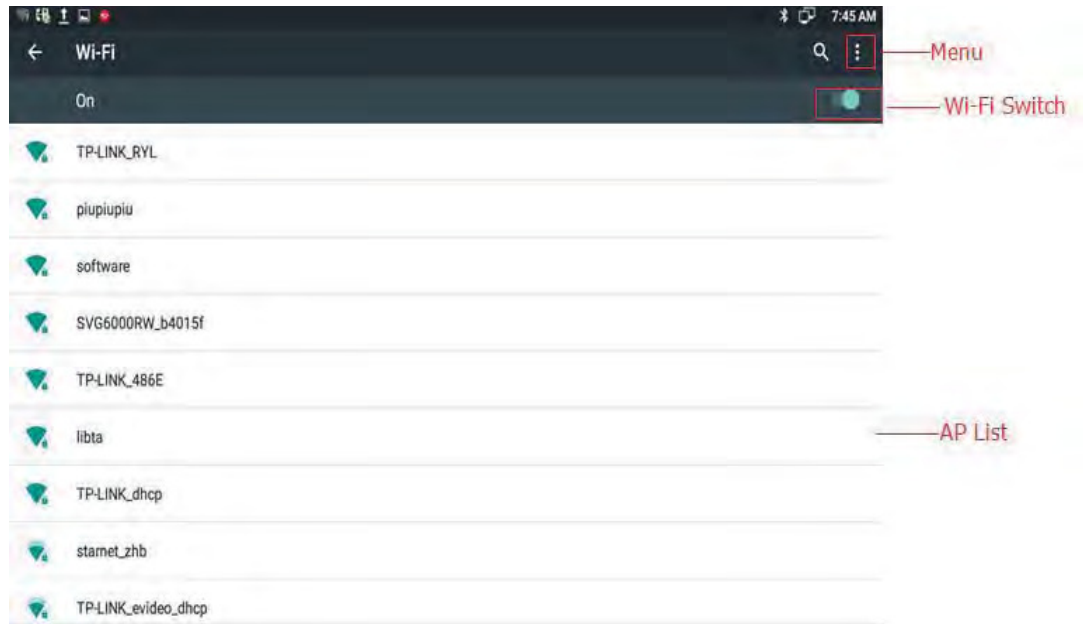 7:45 AM
Wi-Fi
Menu
On
Wi-Fi Switch
TP-LINK_RYL
piupiupiu
software
SVG6000RW_b4015f
TP-LINK_486E
libta
AP List
TP-LINK_dhcp
starnet_zhb
TP-LINK_evideo_dhcp